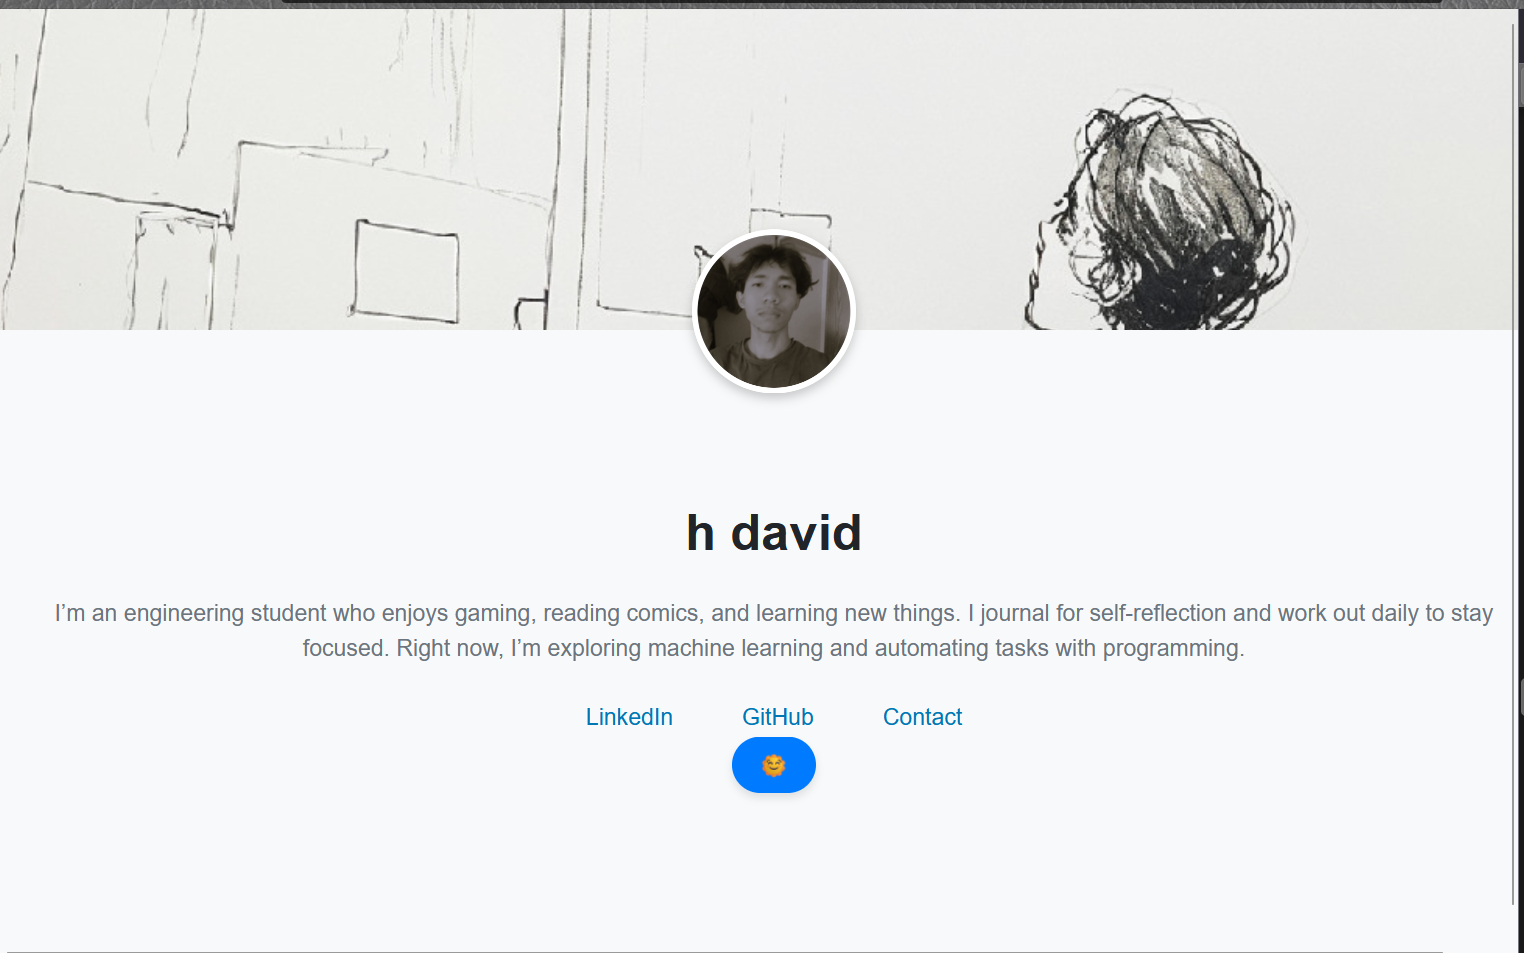 h david
I’m an engineering student who enjoys gaming, reading comics, and learning new things. I journal for self-reflection and work out daily to stay
focused. Right now, I’m exploring machine learning and automating tasks with programming.
LinkedIn GitHub Contact